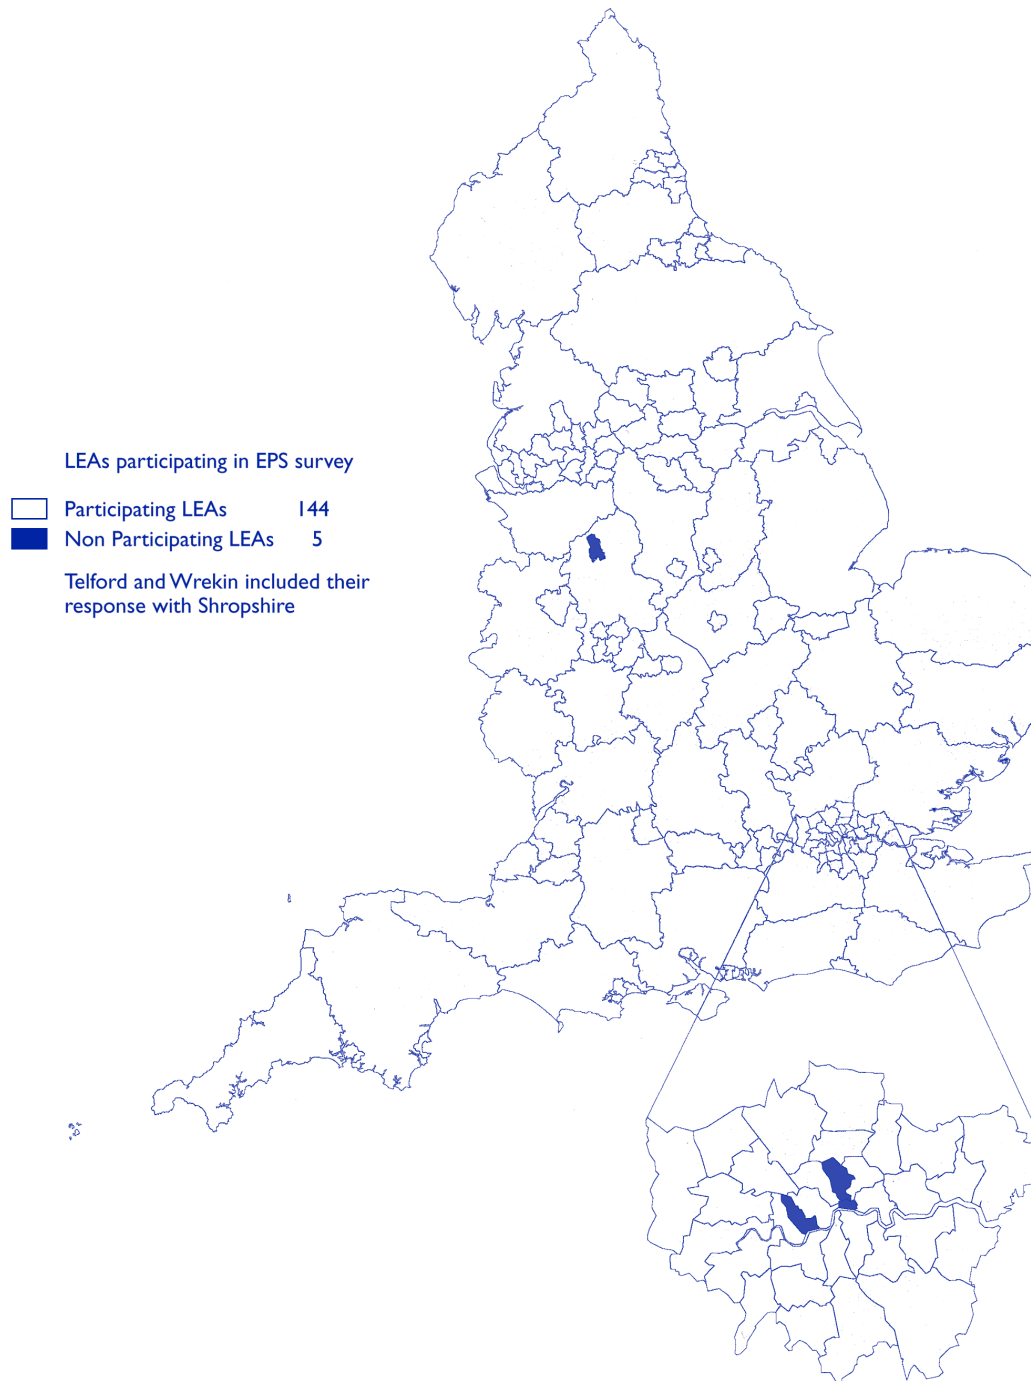 LEAs participating in EPS survey
Participating LEAs 144
Non Participating LEAs 5
Telford and Wrekin included their
response with Shropshire